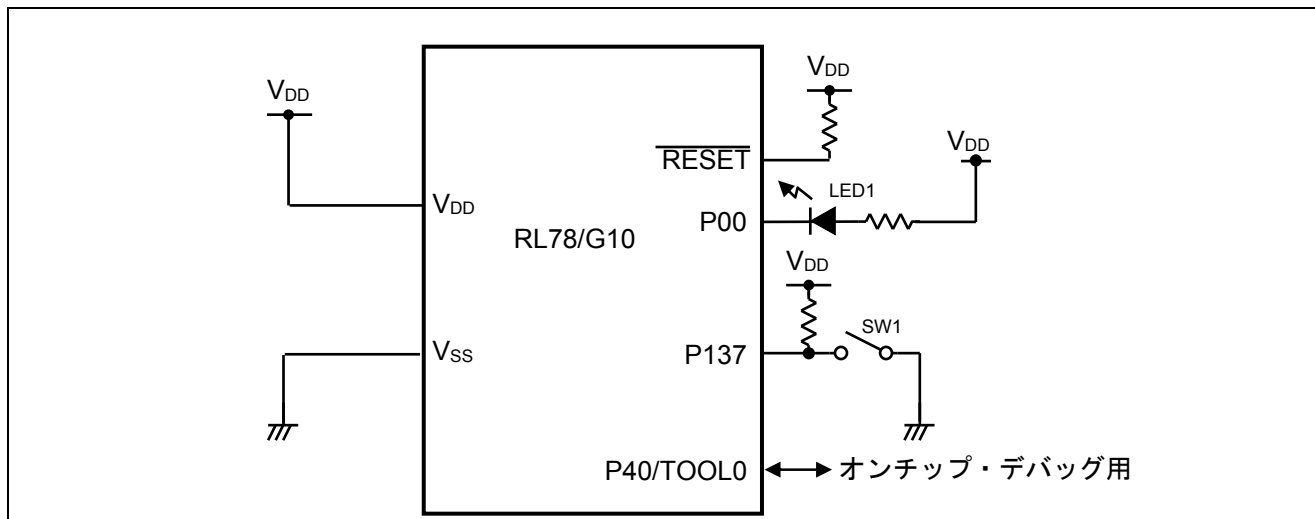 VDD
VDD
RESET
VDD
LED1
VDD
P00
RL78/G10
VDD
SW1
VSS
P137
P40/TOOL0
オンチップ・デバッグ用